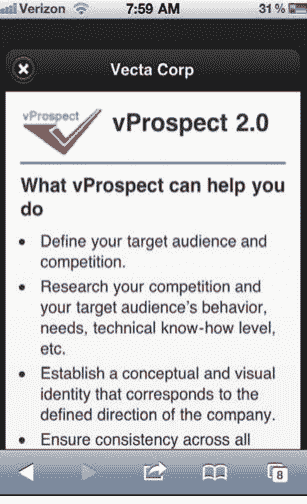 Verizon 7:59 AM 31%
Vecta Corp
vProspect vProspect 2.0
What vProspect can help you
do
• Define your target audience and
competition.
• Research your competition and
your target audience's behavior,
needs, technical know-how level,
etc.
• Establish a conceptual and visual
identity that corresponds to the
defined direction of the company.
• Ensure consistency across all
8